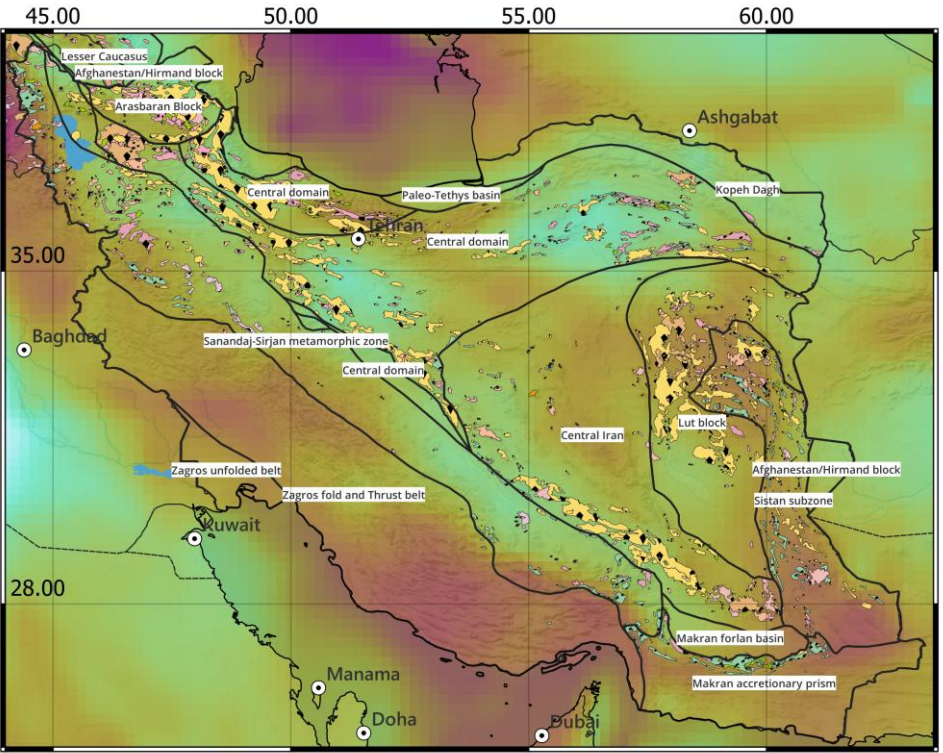 45.00
50.00
55.00
60.00
Lesser Caucasus
Afghanestan/Hirmand block
Arasbaran Block
Ashgabat
Central domain
Paleo-Tethys basin
Kopeh Dagh
Tehran
Central domain
35.00
Baghdad
Sanandaj-Sirjan metamorphic zone
Central domain
Lut block
Central Iran
Zagros unfolded belt
Afghanestan/Hirmand block
Zagros fold and Thrust belt
Sistan subzone
Kuwait
28.00
Makran forlan basin
Manama
Makran accretionary prism
Doha
Dubai